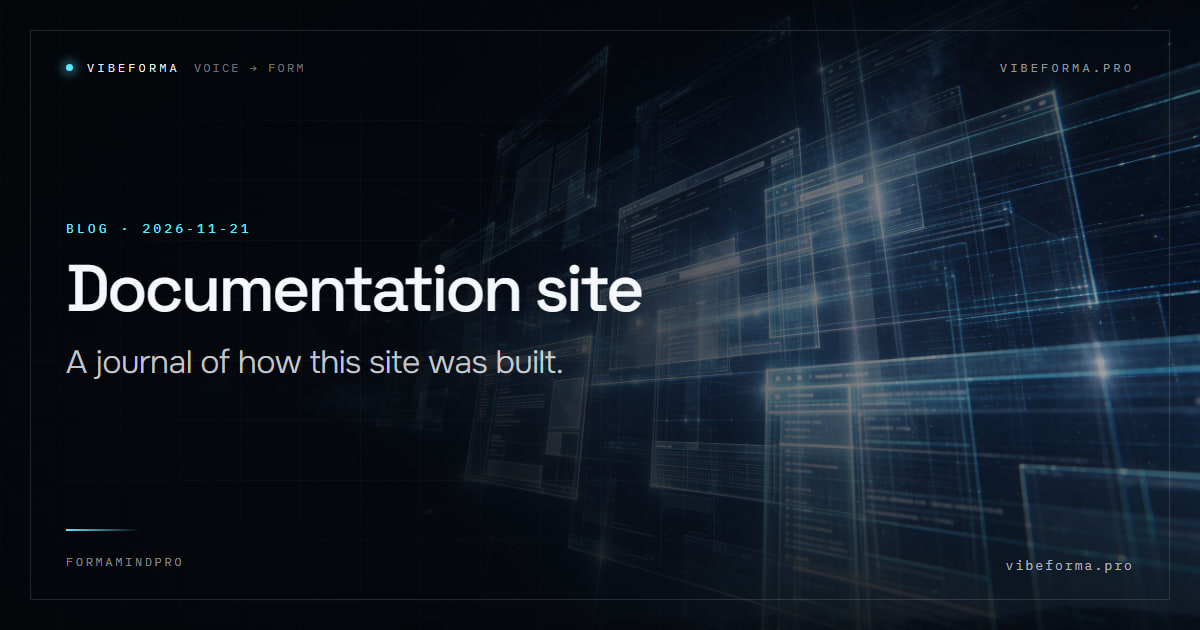 VIBEFORMA VOICE → FORM
VIBEFORMA.PRO
BLOG · 2026-11-21
Documentation site
A journal of how this site was built.
FORMAMINDPRO
vibeforma.pro